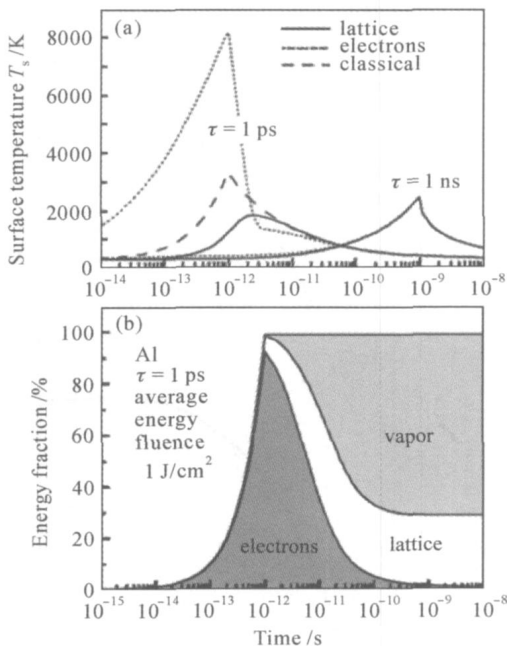 (a)
lattice
electrons
classical
τ = 1 ps
τ = 1 ns
Surface temperature T_s /K
8000
6000
4000
2000
0
10⁻¹⁴ 10⁻¹³ 10⁻¹² 10⁻¹¹ 10⁻¹⁰ 10⁻⁹ 10⁻⁸
(b)
Al
τ = 1 ps
average
energy
fluence
1 J/cm²
vapor
electrons
lattice
Energy fraction /%
100
80
60
40
20
0
10⁻¹⁵ 10⁻¹⁴ 10⁻¹³ 10⁻¹² 10⁻¹¹ 10⁻¹⁰ 10⁻⁹ 10⁻⁸
Time /s